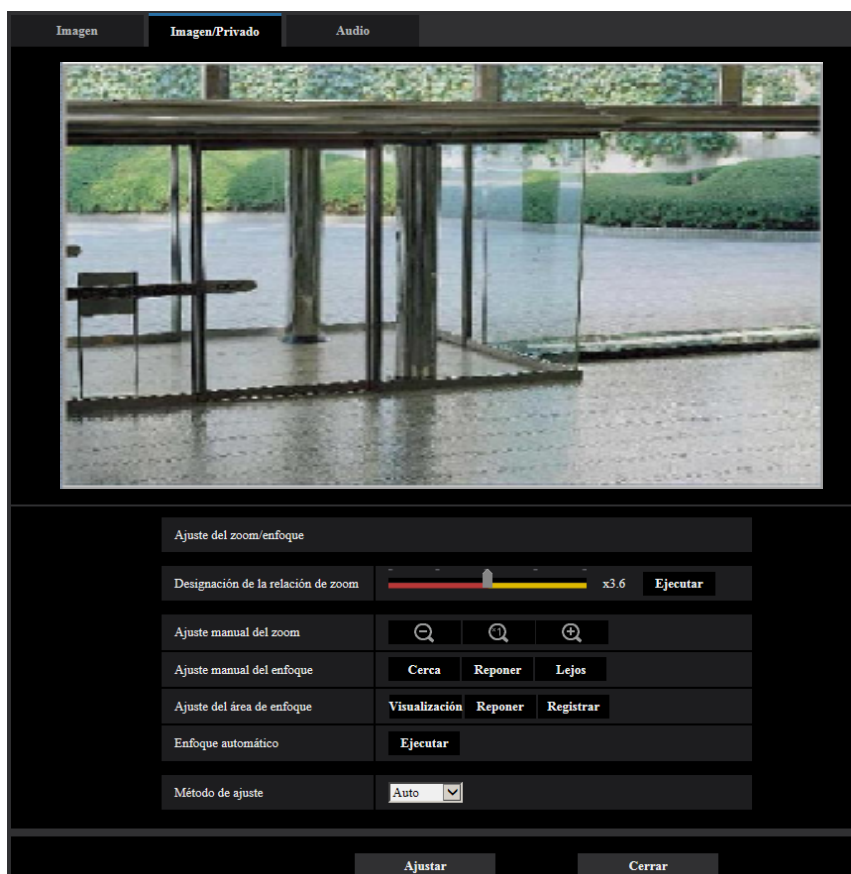 Imagen Imagen/Privado Audio
Ajuste del zoom/enfoque
Designación de la relación de zoom x3.6 Ejecutar
Ajuste manual del zoom
Ajuste manual del enfoque Cerca Reponer Lejos
Ajuste del área de enfoque Visualización Reponer Registrar
Enfoque automático Ejecutar
Método de ajuste Auto
Ajustar Cerrar